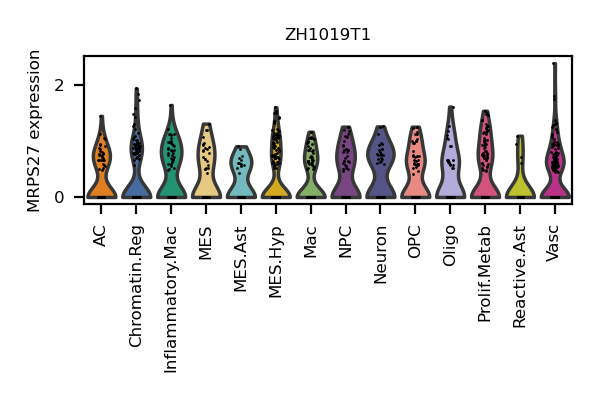 ZH1019T1
MRPS27 expression
2
0
AC
Chromatin.Reg
Inflammatory.Mac
MES
MES.Ast
MES.Hyp
Mac
NPC
Neuron
OPC
Oligo
Prolif.Metab
Reactive.Ast
Vasc